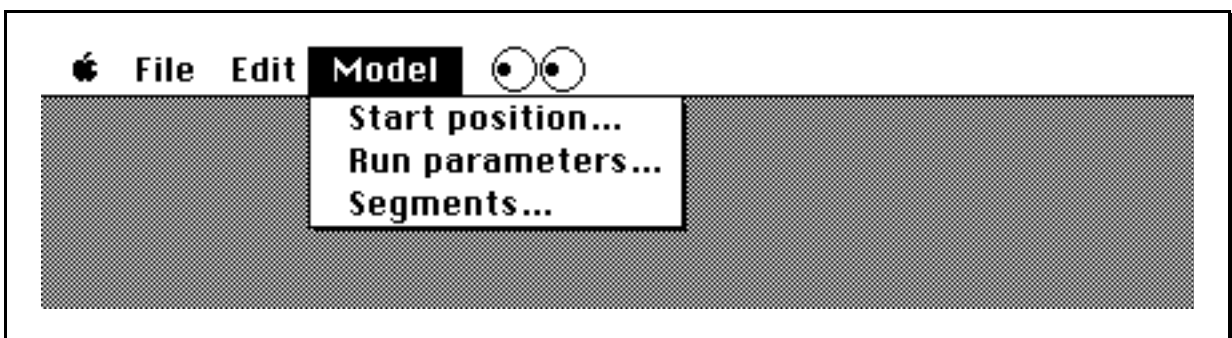 File Edit Model
Start position...
Run parameters...
Segments...